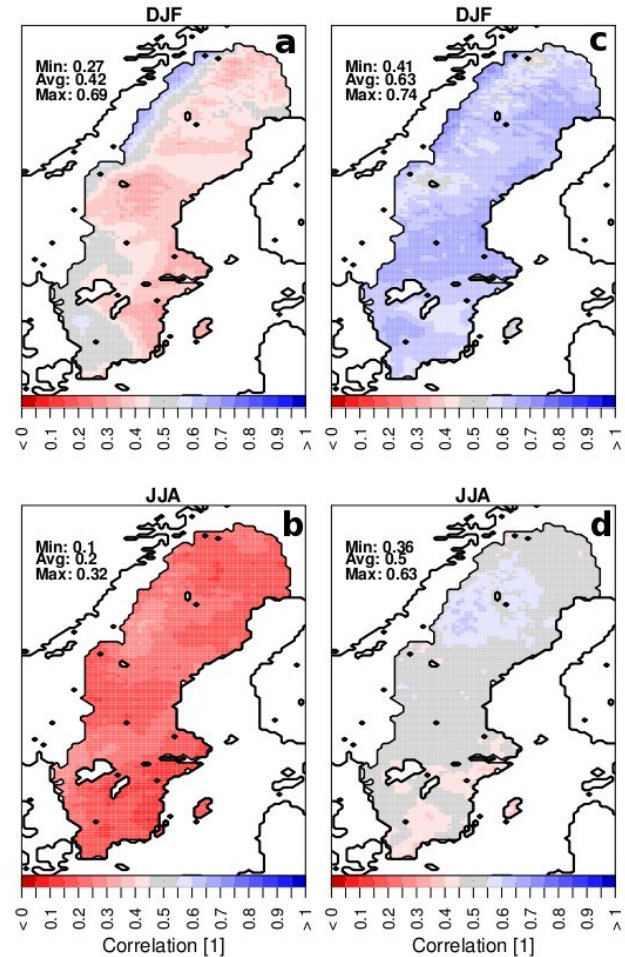 DJF
a
Min: 0.27
Avg: 0.42
Max: 0.69
< 0
0.1
0.2
0.3
0.4
0.5
0.6
0.7
0.8
0.9
> 1
DJF
c
Min: 0.41
Avg: 0.63
Max: 0.74
< 0
0.1
0.2
0.3
0.4
0.5
0.6
0.7
0.8
0.9
> 1
JJA
b
Min: 0.1
Avg: 0.2
Max: 0.32
< 0
0.1
0.2
0.3
0.4
0.5
0.6
0.7
0.8
0.9
> 1
Correlation [1]
JJA
d
Min: 0.36
Avg: 0.5
Max: 0.63
< 0
0.1
0.2
0.3
0.4
0.5
0.6
0.7
0.8
0.9
> 1
Correlation [1]